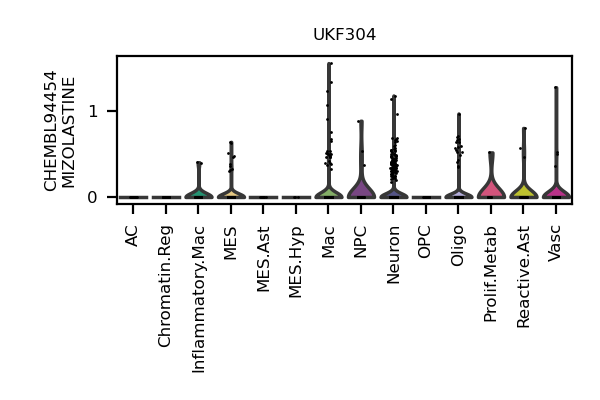 UKF304
CHEMBL94454
MIZOLASTINE
1
0
AC
Chromatin.Reg
Inflammatory.Mac
MES
MES.Ast
MES.Hyp
Mac
NPC
Neuron
OPC
Oligo
Prolif.Metab
Reactive.Ast
Vasc